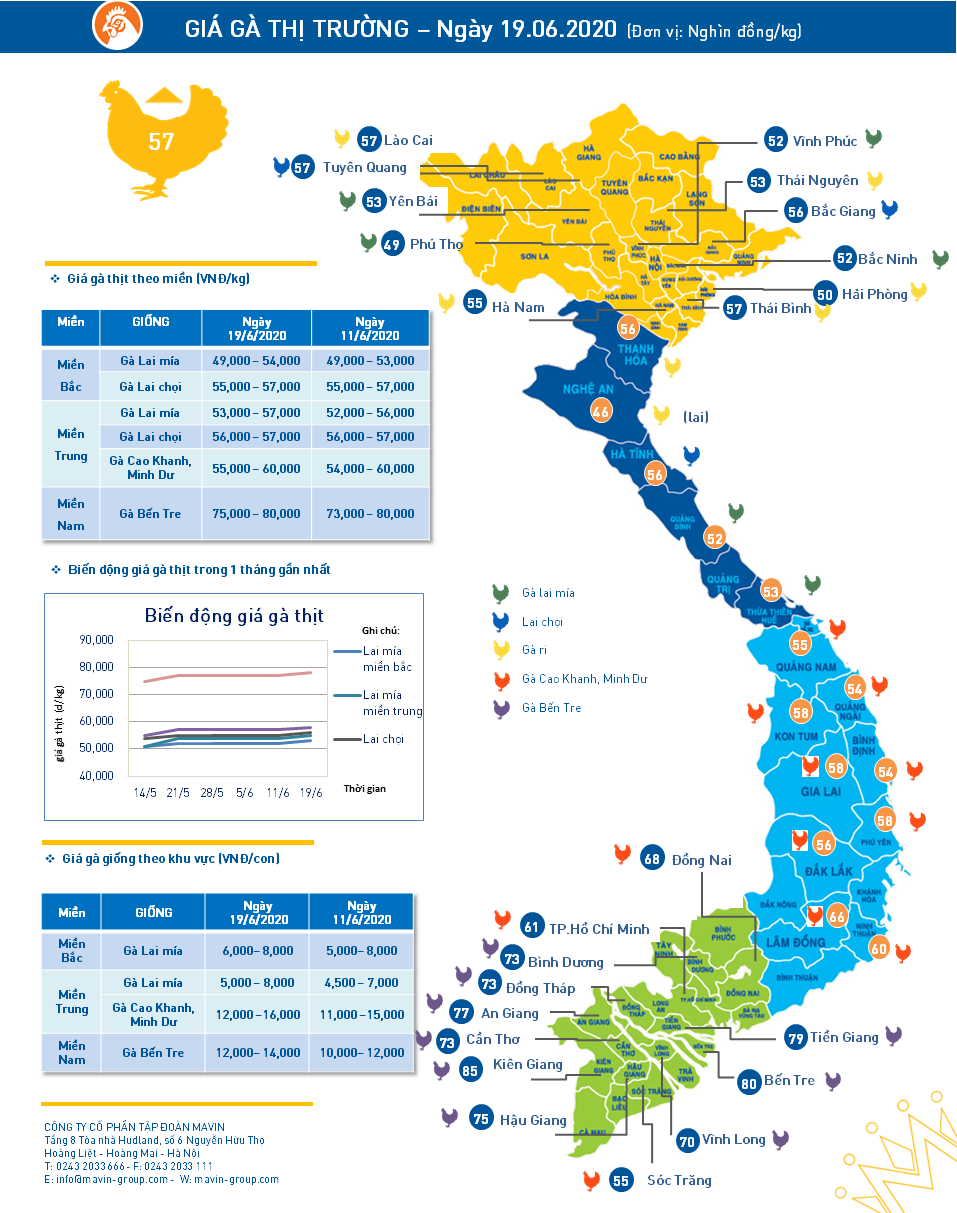 GIÁ GÀ THỊ TRƯỜNG – Ngày 19.06.2020 (Đơn vị: Nghìn đồng/kg)
57
57 Lào Cai
57 Tuyên Quang
53 Yên Bái
49 Phú Thọ
55 Hà Nam
52 Vĩnh Phúc
53 Thái Nguyên
56 Bắc Giang
52 Bắc Ninh
50 Hải Phòng
57 Thái Bình
HÀ GIANG
CAO BẰNG
LAI CHÂU
LÀO CAI
TUYÊN QUANG
BẮC KẠN
LẠNG SƠN
ĐIỆN BIÊN
YÊN BÁI
THÁI NGUYÊN
SƠN LA
PHÚ THỌ
VĨNH PHÚC
BẮC GIANG
QUẢNG NINH
HÀ NỘI
BẮC NINH
HÀ TÂY
HƯNG YÊN
HẢI DƯƠNG
HẢI PHÒNG
HÒA BÌNH
HÀ NAM
THÁI BÌNH
NINH BÌNH
NAM ĐỊNH
❖ Giá gà thịt theo miền (VNĐ/kg)
Miền GIỐNG Ngày 19/6/2020 Ngày 11/6/2020
Miền Bắc Gà Lai mía 49,000 – 54,000 49,000 – 53,000
Gà Lai chọi 55,000 – 57,000 55,000 – 57,000
Miền Trung Gà Lai mía 53,000 – 57,000 52,000 – 56,000
Gà Lai chọi 56,000 – 57,000 56,000 – 57,000
Gà Cao Khanh, Minh Dư 55,000 – 60,000 54,000 – 60,000
Miền Nam Gà Bến Tre 75,000 – 80,000 73,000 – 80,000
56
THANH HÓA
NGHỆ AN
46
(lai)
HÀ TĨNH
56
QUẢNG BÌNH
52
QUẢNG TRỊ
53
THỪA THIÊN HUẾ
❖ Biến động giá gà thịt trong 1 tháng gần nhất
Biến động giá gà thịt
Ghi chú:
Lai mía miền bắc
Lai mía miền trung
Lai chọi
giá gà thịt (đ/kg)
90,000
80,000
70,000
60,000
50,000
40,000
14/5 21/5 28/5 5/6 11/6 19/6
Thời gian
Gà lai mía
Lai chọi
Gà ri
Gà Cao Khanh, Minh Dư
Gà Bến Tre
55
QUẢNG NAM
54
QUẢNG NGÃI
58
KON TUM
BÌNH ĐỊNH
58
54
GIA LAI
58
PHÚ YÊN
56
ĐẮK LẮK
KHÁNH HÒA
ĐẮK NÔNG
66
NINH THUẬN
LÂM ĐỒNG
60
BÌNH THUẬN
❖ Giá gà giống theo khu vực (VNĐ/con)
Miền GIỐNG Ngày 19/6/2020 Ngày 11/6/2020
Miền Bắc Gà Lai mía 6,000– 8,000 5,000– 8,000
Miền Trung Gà Lai mía 5,000 – 8,000 4,500 – 7,000
Gà Cao Khanh, Minh Dư 12,000 –16,000 11,000 –15,000
Miền Nam Gà Bến Tre 12,000– 14,000 10,000– 12,000
68 Đồng Nai
61 TP.Hồ Chí Minh
73 Bình Dương
73 Đồng Tháp
77 An Giang
73 Cần Thơ
85 Kiên Giang
75 Hậu Giang
79 Tiền Giang
80 Bến Tre
70 Vĩnh Long
55 Sóc Trăng
BÌNH PHƯỚC
TÂY NINH
BÌNH DƯƠNG
ĐỒNG NAI
TP.HỒ CHÍ MINH
BÀ RỊA VŨNG TÀU
LONG AN
ĐỒNG THÁP
TIỀN GIANG
AN GIANG
BẾN TRE
CẦN THƠ
VĨNH LONG
KIÊN GIANG
HẬU GIANG
TRÀ VINH
SÓC TRĂNG
BẠC LIÊU
CÀ MAU
CÔNG TY CỔ PHẦN TẬP ĐOÀN MAVIN
Tầng 8 Tòa nhà Hudland, số 6 Nguyễn Hữu Thọ
Hoàng Liệt - Hoàng Mai - Hà Nội
T: 0243 2033 666 - F: 0243 2033 111
E: info@mavin-group.com - W: mavin-group.com